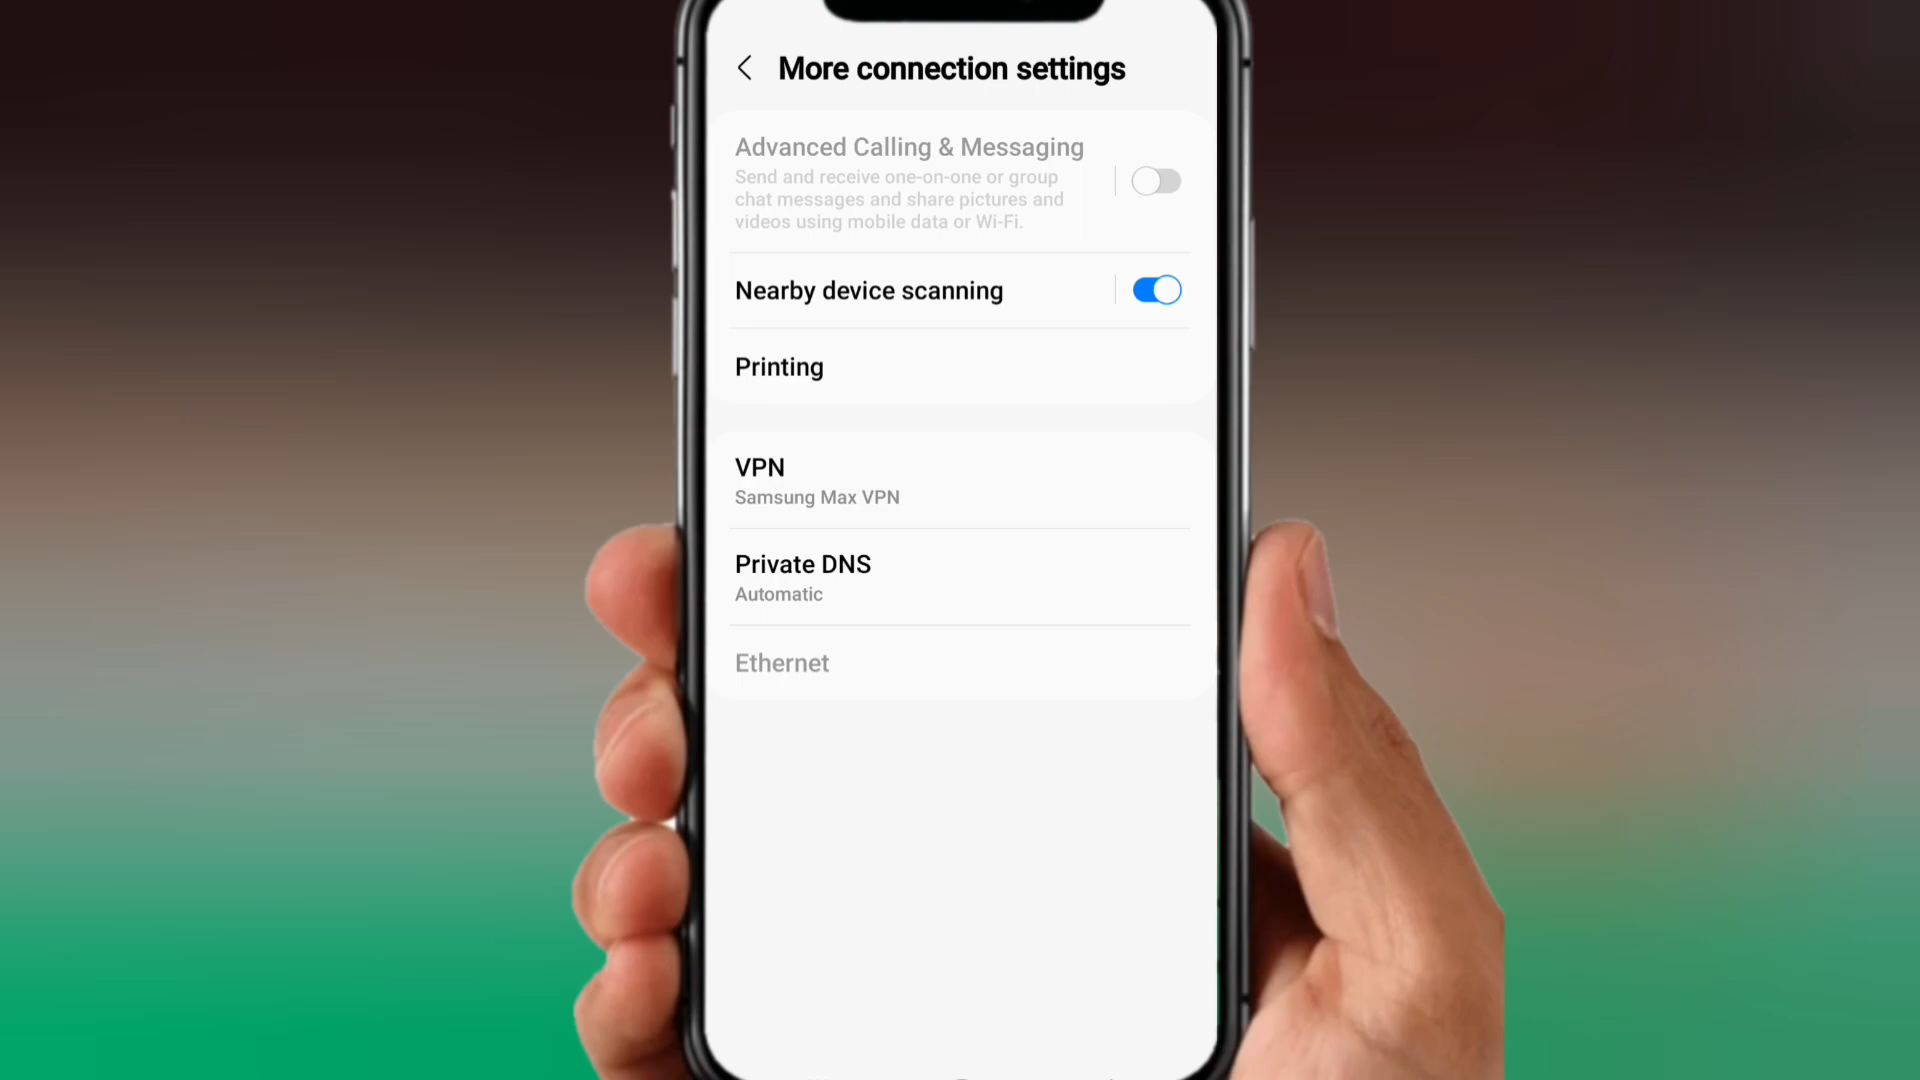 More connection settings
Advanced Calling & Messaging
Send and receive one-on-one or group
chat messages and share pictures and
videos using mobile data or Wi-Fi.
Nearby device scanning
Printing
VPN
Samsung Max VPN
Private DNS
Automatic
Ethernet